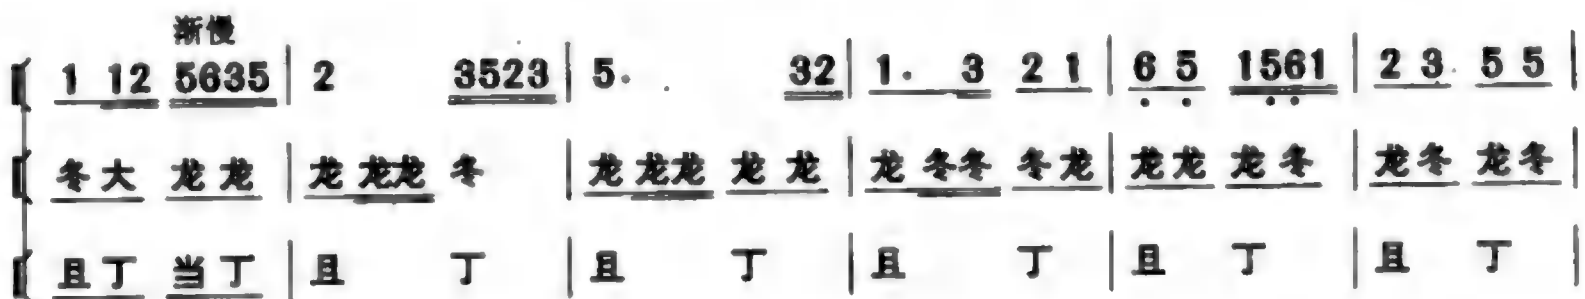 渐慢
1 12 5635 | 2 3523 | 5. 32 | 1. 3 2 1 | 6 5 1561 | 2 3 5 5 |
冬大 龙龙 | 龙龙龙 冬 | 龙龙龙 龙龙 | 龙冬冬 冬龙 | 龙龙 龙冬 | 龙冬 龙冬 |
且丁 当丁 | 且 丁 | 且 丁 | 且 丁 | 且 丁 | 且 丁 |